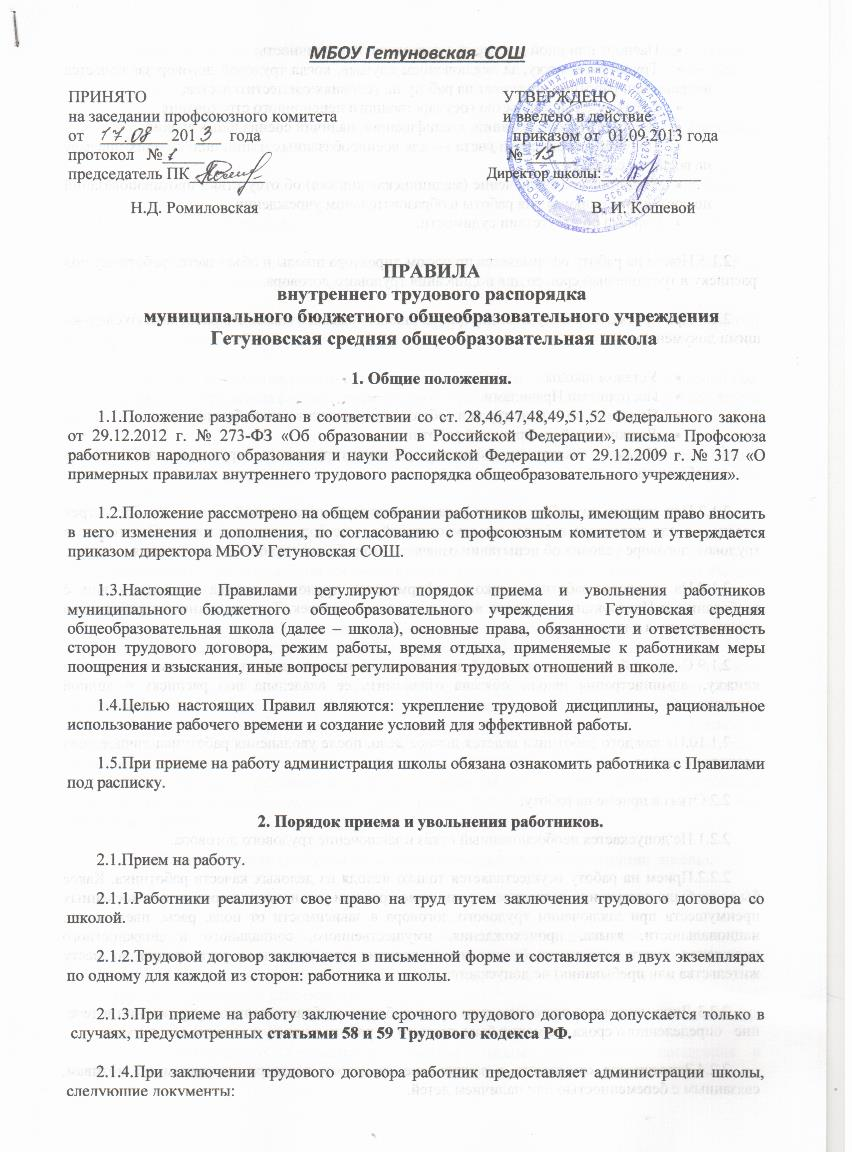 МБОУ Гетуновская СОШ
ПРИНЯТО
на заседании профсоюзного комитета
от 17.08 2013 года
протокол № 1
председатель ПК
Н.Д. Ромиловская
УТВЕРЖДЕНО
и введено в действие
приказом от 01.09.2013 года
№ 15
Директор школы:
В. И. Кошевой
ПРАВИЛА
внутреннего трудового распорядка
муниципального бюджетного общеобразовательного учреждения
Гетуновская средняя общеобразовательная школа
1. Общие положения.
1.1.Положение разработано в соответствии со ст. 28,46,47,48,49,51,52 Федерального закона
от 29.12.2012 г. № 273-ФЗ «Об образовании в Российской Федерации», письма Профсоюза
работников народного образования и науки Российской Федерации от 29.12.2009 г. № 317 «О
примерных правилах внутреннего трудового распорядка общеобразовательного учреждения».
1.2.Положение рассмотрено на общем собрании работников школы, имеющим право вносить
в него изменения и дополнения, по согласованию с профсоюзным комитетом и утверждается
приказом директора МБОУ Гетуновская СОШ.
1.3.Настоящие Правилами регулируют порядок приема и увольнения работников
муниципального бюджетного общеобразовательного учреждения Гетуновская средняя
общеобразовательная школа (далее – школа), основные права, обязанности и ответственность
сторон трудового договора, режим работы, время отдыха, применяемые к работникам меры
поощрения и взыскания, иные вопросы регулирования трудовых отношений в школе.
1.4.Целью настоящих Правил являются: укрепление трудовой дисциплины, рациональное
использование рабочего времени и создание условий для эффективной работы.
1.5.При приеме на работу администрация школы обязана ознакомить работника с Правилами
под расписку.
2. Порядок приема и увольнения работников.
2.1.Прием на работу.
2.1.1.Работники реализуют свое право на труд путем заключения трудового договора со
школой.
2.1.2.Трудовой договор заключается в письменной форме и составляется в двух экземплярах
по одному для каждой из сторон: работника и школы.
2.1.3.При приеме на работу заключение срочного трудового договора допускается только в
случаях, предусмотренных статьями 58 и 59 Трудового кодекса РФ.
2.1.4.При заключении трудового договора работник предоставляет администрации школы,
следующие документы: